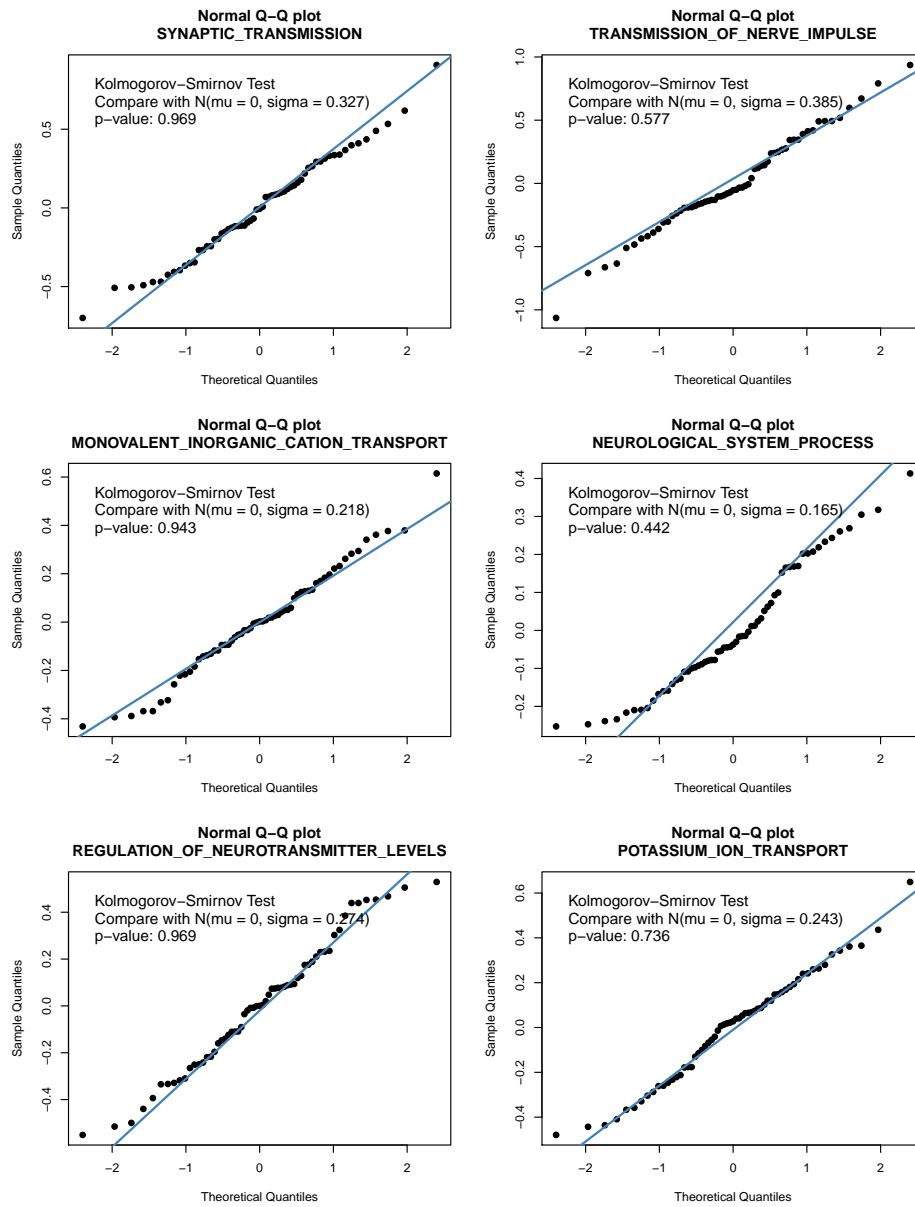 Normal Q−Q plot
SYNAPTIC_TRANSMISSION
Kolmogorov−Smirnov Test
Compare with N(mu = 0, sigma = 0.327)
p−value: 0.969
Sample Quantiles
−0.5 0.0 0.5
−2 −1 0 1 2
Theoretical Quantiles
Normal Q−Q plot
TRANSMISSION_OF_NERVE_IMPULSE
Kolmogorov−Smirnov Test
Compare with N(mu = 0, sigma = 0.385)
p−value: 0.577
Sample Quantiles
−1.0 −0.5 0.0 0.5 1.0
−2 −1 0 1 2
Theoretical Quantiles
Normal Q−Q plot
MONOVALENT_INORGANIC_CATION_TRANSPORT
Kolmogorov−Smirnov Test
Compare with N(mu = 0, sigma = 0.218)
p−value: 0.943
Sample Quantiles
−0.4 −0.2 0.0 0.2 0.4 0.6
−2 −1 0 1 2
Theoretical Quantiles
Normal Q−Q plot
NEUROLOGICAL_SYSTEM_PROCESS
Kolmogorov−Smirnov Test
Compare with N(mu = 0, sigma = 0.165)
p−value: 0.442
Sample Quantiles
−0.2 −0.1 0.0 0.1 0.2 0.3 0.4
−2 −1 0 1 2
Theoretical Quantiles
Normal Q−Q plot
REGULATION_OF_NEUROTRANSMITTER_LEVELS
Kolmogorov−Smirnov Test
Compare with N(mu = 0, sigma = 0.274)
p−value: 0.969
Sample Quantiles
−0.4 −0.2 0.0 0.2 0.4
−2 −1 0 1 2
Theoretical Quantiles
Normal Q−Q plot
POTASSIUM_ION_TRANSPORT
Kolmogorov−Smirnov Test
Compare with N(mu = 0, sigma = 0.243)
p−value: 0.736
Sample Quantiles
−0.4 −0.2 0.0 0.2 0.4 0.6
−2 −1 0 1 2
Theoretical Quantiles